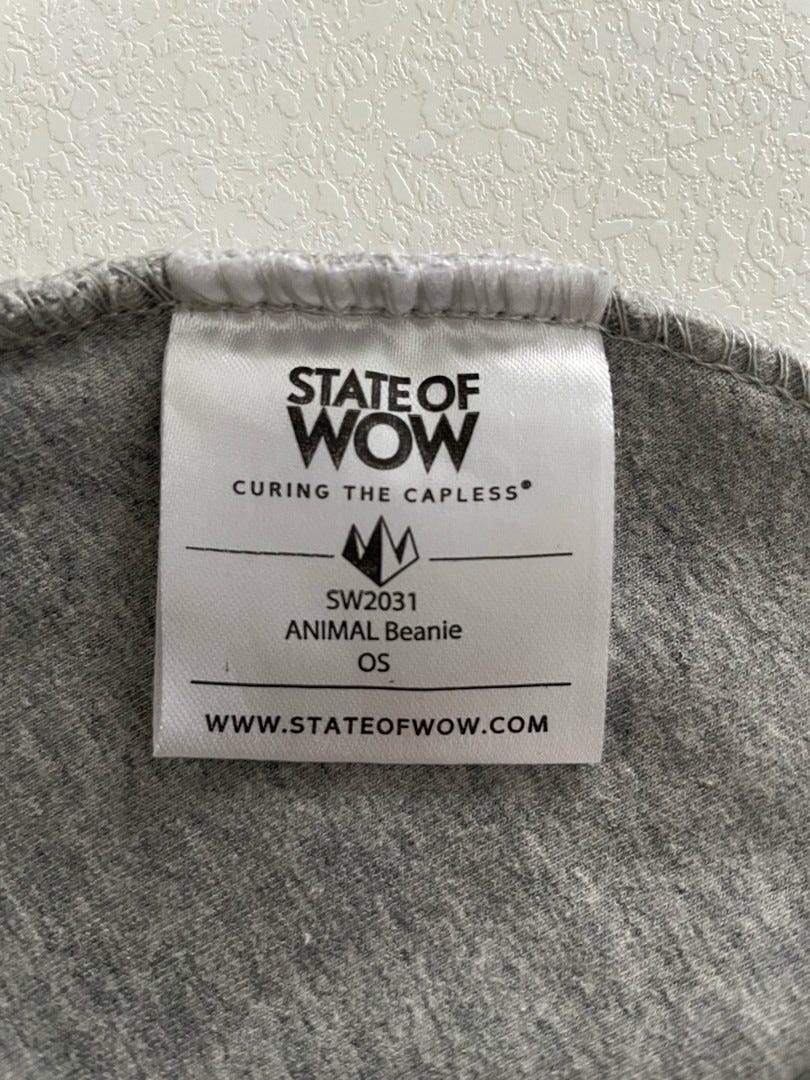 STATE OF
WOW
CURING THE CAPLESS®
SW2031
ANIMAL Beanie
OS
WWW.STATEOFWOW.COM